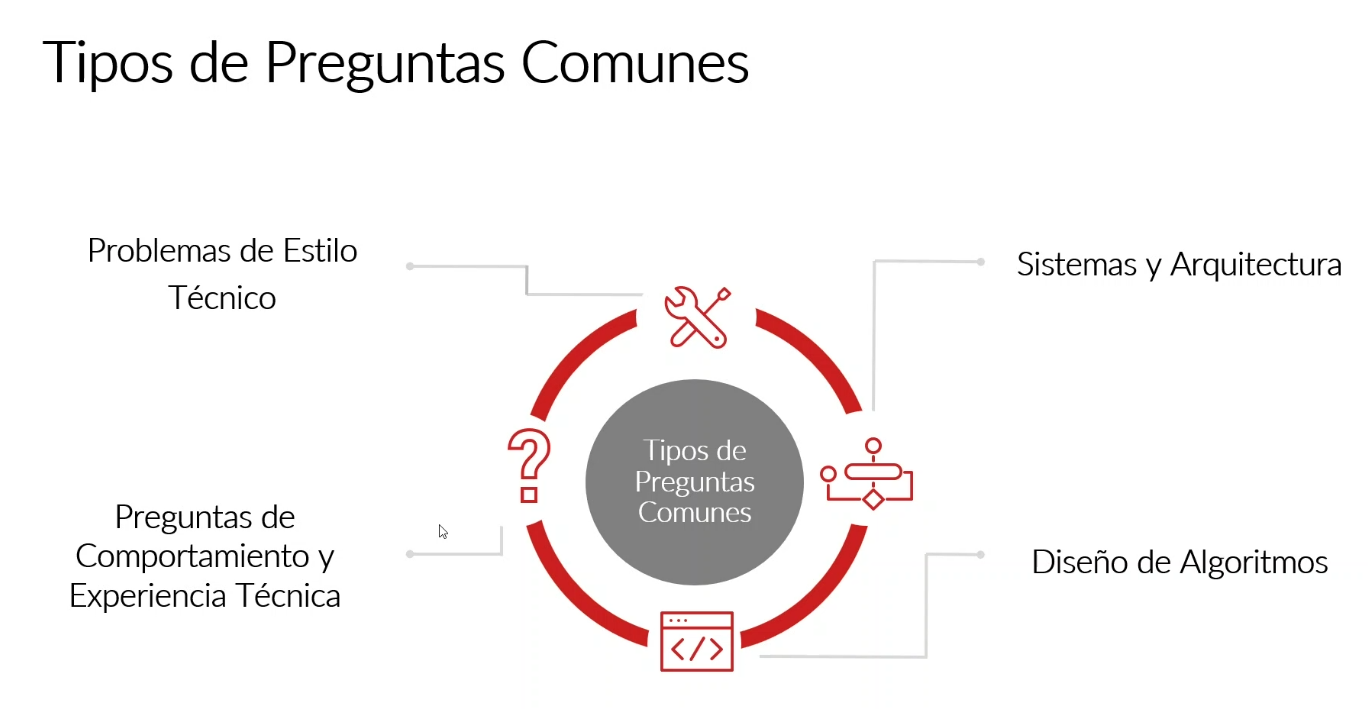 Tipos de Preguntas Comunes
Problemas de Estilo
Técnico
Sistemas y Arquitectura
Tipos de
Preguntas
Comunes
Preguntas de
Comportamiento y
Experiencia Técnica
Diseño de Algoritmos